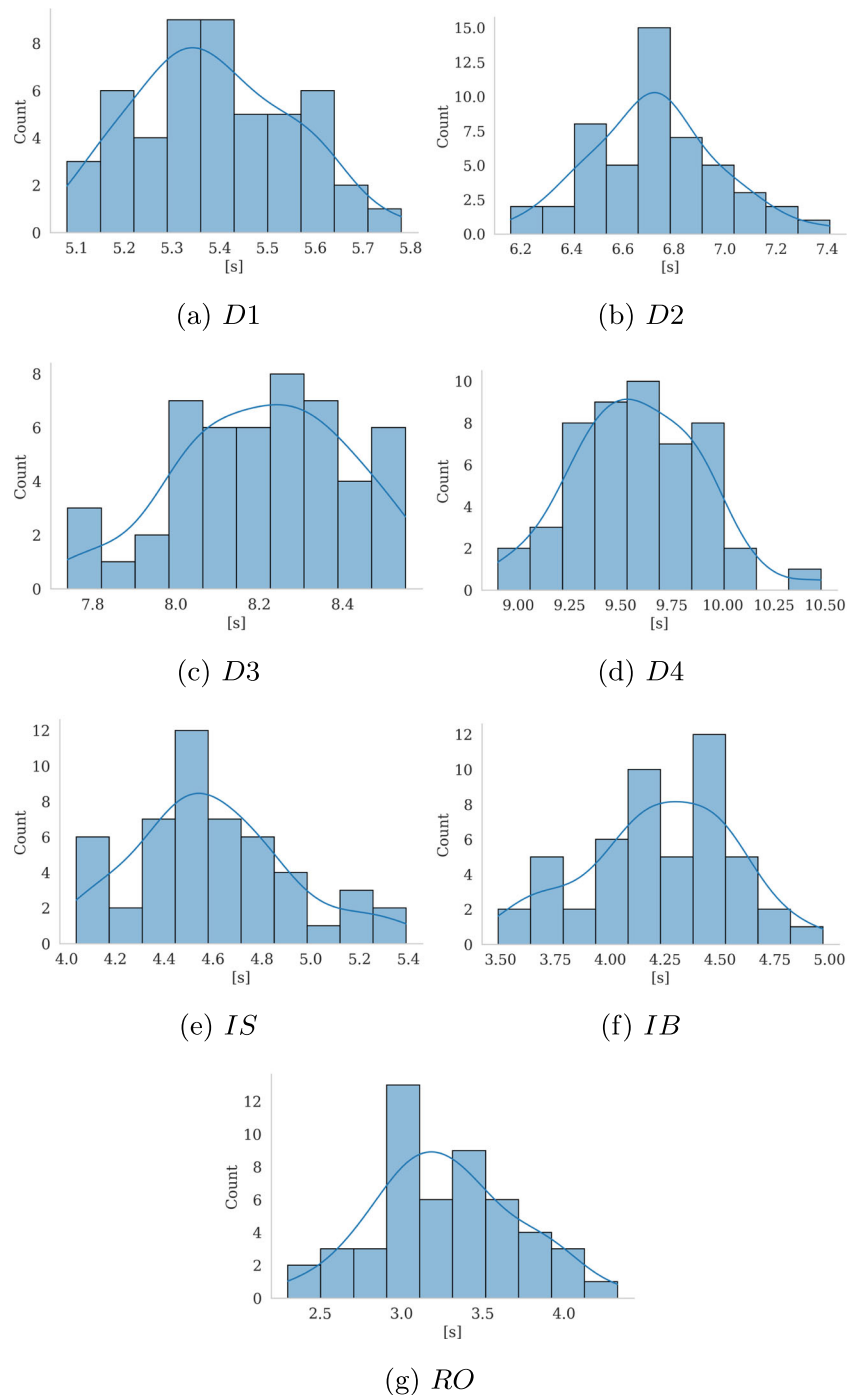 8
6
4
2
0
Count
5.1 5.2 5.3 5.4 5.5 5.6 5.7 5.8
[s]
(a) D1
15.0
12.5
10.0
7.5
5.0
2.5
0.0
Count
6.2 6.4 6.6 6.8 7.0 7.2 7.4
[s]
(b) D2
8
6
4
2
0
Count
7.8 8.0 8.2 8.4
[s]
(c) D3
10
8
6
4
2
0
Count
9.00 9.25 9.50 9.75 10.00 10.25 10.50
[s]
(d) D4
12
10
8
6
4
2
0
Count
4.0 4.2 4.4 4.6 4.8 5.0 5.2 5.4
[s]
(e) IS
12
10
8
6
4
2
0
Count
3.50 3.75 4.00 4.25 4.50 4.75 5.00
[s]
(f) IB
12
10
8
6
4
2
0
Count
2.5 3.0 3.5 4.0
[s]
(g) RO